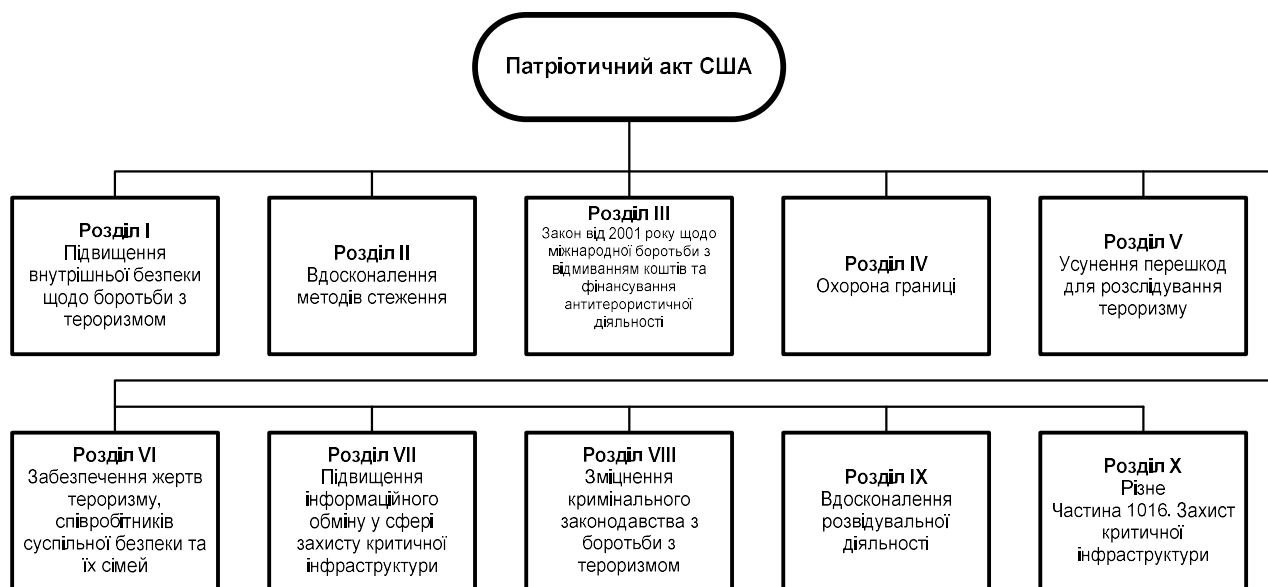 Патріотичний акт США
Розділ I
Підвищення
внутрішньої безпеки
щодо боротьби з
тероризмом
Розділ II
Вдосконалення
методів стеження
Розділ III
Закон від 2001 року щодо
міжнародної боротьби з
відмиванням коштів та
фінансування
антитерористичної
діяльності
Розділ IV
Охорона границі
Розділ V
Усунення перешкод
для розслідування
тероризму
Розділ VI
Забезпечення жертв
тероризму,
співробітників
суспільної безпеки та
їх сімей
Розділ VII
Підвищення
інформаційного
обміну у сфері
захисту критичної
інфраструктури
Розділ VIII
Зміцнення
кримінального
законодавства з
боротьби з
тероризмом
Розділ IX
Вдосконалення
розвідувальної
діяльності
Розділ X
Різне
Частина 1016. Захист
критичної
інфраструктури